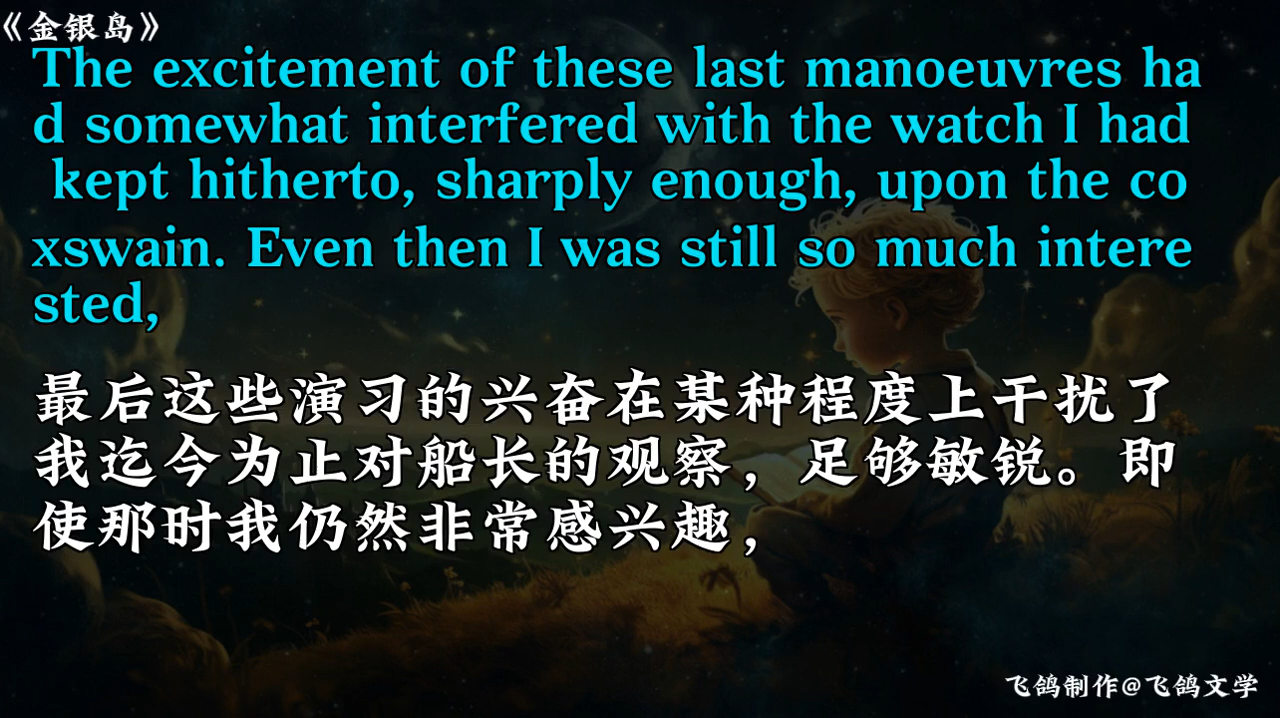 《金银岛》
The excitement of these last manoeuvres ha
d somewhat interfered with the watch I had
kept hitherto, sharply enough, upon the co
xswain. Even then I was still so much intere
sted,
最后这些演习的兴奋在某种程度上干扰了
我迄今为止对船长的观察，足够敏锐。即
使那时我仍然非常感兴趣，
飞鸽制作@飞鸽文学